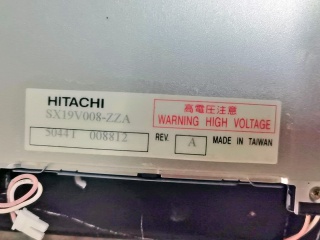 HITACHI
SX19V008-ZZA
高電圧注意
WARNING HIGH VOLTAGE
5044T 008812
REV. A MADE IN TAIWAN